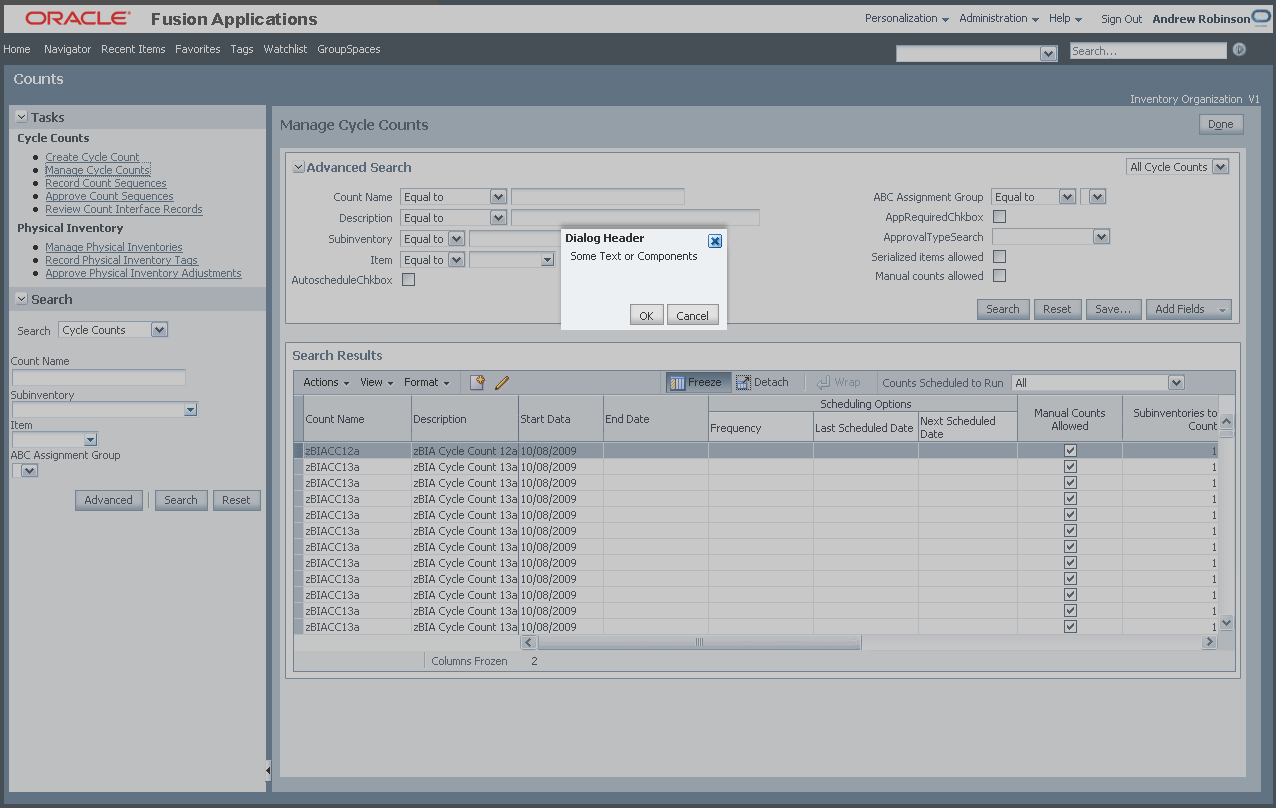 ORACLE Fusion Applications
Personalization Administration Help Sign Out Andrew Robinson
Home Navigator Recent Items Favorites Tags Watchlist GroupSpaces
Search...
Counts
Inventory Organization V1
Tasks
Cycle Counts
Create Cycle Count
Manage Cycle Counts
Record Count Sequences
Approve Count Sequences
Review Count Interface Records
Physical Inventory
Manage Physical Inventories
Record Physical Inventory Tags
Approve Physical Inventory Adjustments
Search
Search Cycle Counts
Count Name
Subinventory
Item
ABC Assignment Group
Advanced Search Reset
Manage Cycle Counts
Done
Advanced Search
All Cycle Counts
Count Name Equal to
Description Equal to
Subinventory Equal to
Item Equal to
AutoscheduleChkbox
ABC Assignment Group Equal to
AppRequiredChkbox
ApprovalTypeSearch
Serialized items allowed
Manual counts allowed
Search Reset Save... Add Fields
Dialog Header
Some Text or Components
OK Cancel
Search Results
Actions View Format Freeze Detach Wrap Counts Scheduled to Run All
Count Name Description Start Data End Date Scheduling Options Manual Counts Allowed Subinventories to Count
Frequency Last Scheduled Date Next Scheduled Date
zBIACC12a zBIA Cycle Count 12a 10/08/2009 1
zBIACC13a zBIA Cycle Count 13a 10/08/2009 1
zBIACC13a zBIA Cycle Count 13a 10/08/2009 1
zBIACC13a zBIA Cycle Count 13a 10/08/2009 1
zBIACC13a zBIA Cycle Count 13a 10/08/2009 1
zBIACC13a zBIA Cycle Count 13a 10/08/2009 1
zBIACC13a zBIA Cycle Count 13a 10/08/2009 1
zBIACC13a zBIA Cycle Count 13a 10/08/2009 1
zBIACC13a zBIA Cycle Count 13a 10/08/2009 1
zBIACC13a zBIA Cycle Count 13a 10/08/2009 1
zBIACC13a zBIA Cycle Count 13a 10/08/2009 1
zBIACC13a zBIA Cycle Count 13a 10/08/2009 1
Columns Frozen 2